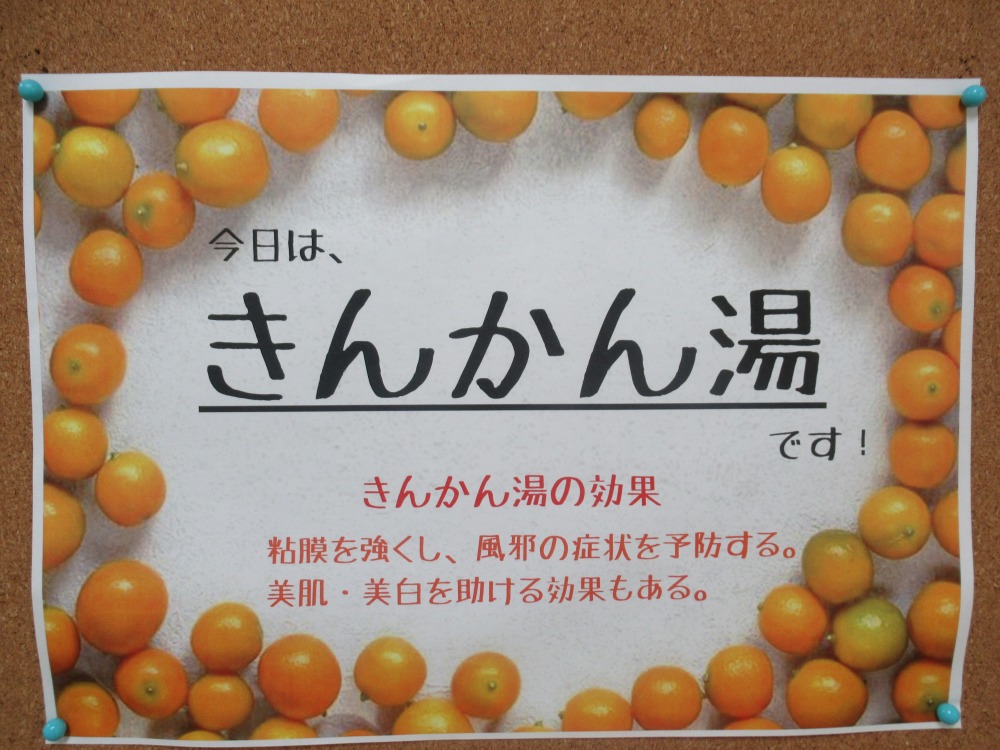 今日は、
きんかん湯
です！
きんかん湯の効果
粘膜を強くし、風邪の症状を予防する。
美肌・美白を助ける効果もある。